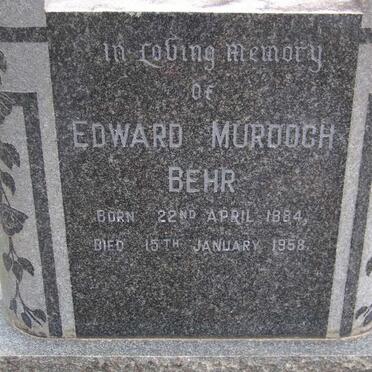 In Loving Memory
OF
EDWARD MURDOCH
BEHR
BORN 22ND APRIL 1884,
DIED 15TH JANUARY 1958.